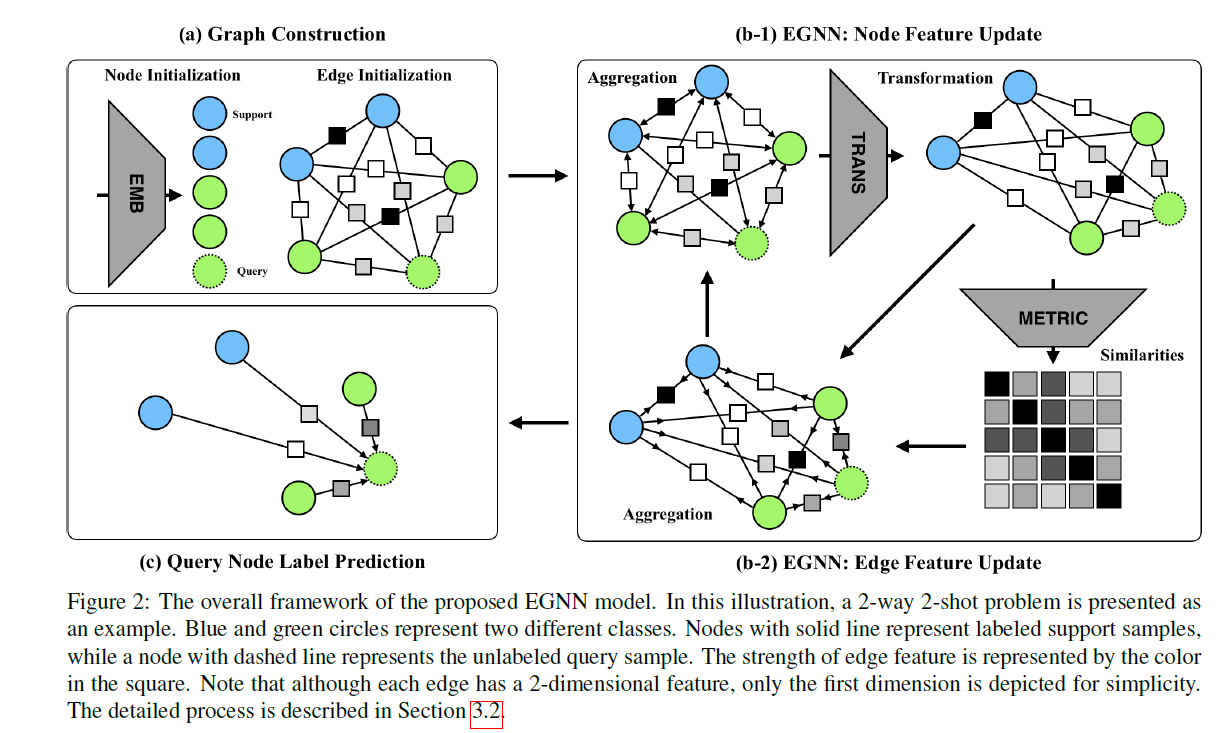 (a) Graph Construction
(b-1) EGNN: Node Feature Update
Node Initialization
Edge Initialization
EMB
Support
Query
Aggregation
TRANS
Transformation
METRIC
Similarities
Aggregation
(c) Query Node Label Prediction
(b-2) EGNN: Edge Feature Update
Figure 2: The overall framework of the proposed EGNN model. In this illustration, a 2-way 2-shot problem is presented as
an example. Blue and green circles represent two different classes. Nodes with solid line represent labeled support samples,
while a node with dashed line represents the unlabeled query sample. The strength of edge feature is represented by the color
in the square. Note that although each edge has a 2-dimensional feature, only the first dimension is depicted for simplicity.
The detailed process is described in Section 3.2.